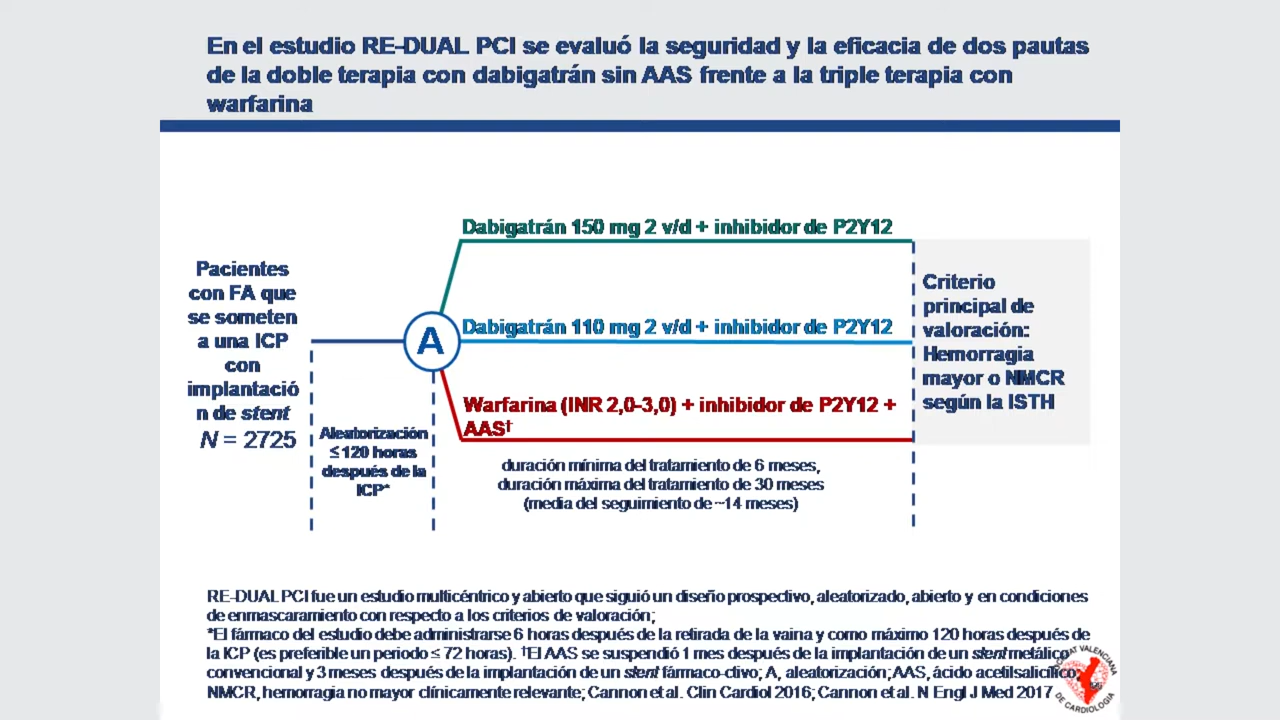 En el estudio RE-DUAL PCI se evaluó la seguridad y la eficacia de dos pautas
de la doble terapia con dabigatrán sin AAS frente a la triple terapia con
warfarina
Pacientes
con FA que
se someten
a una ICP
con
implantació
n de stent
N = 2725
Aleatorización
≤ 120 horas
después de la
ICP*
A
Dabigatrán 150 mg 2 v/d + inhibidor de P2Y12
Dabigatrán 110 mg 2 v/d + inhibidor de P2Y12
Warfarina (INR 2,0-3,0) + inhibidor de P2Y12 +
AAS†
duración mínima del tratamiento de 6 meses,
duración máxima del tratamiento de 30 meses
(media del seguimiento de ~14 meses)
Criterio
principal de
valoración:
Hemorragia
mayor o NMCR
según la ISTH
RE-DUAL PCI fue un estudio multicéntrico y abierto que siguió un diseño prospectivo, aleatorizado, abierto y en condiciones
de enmascaramiento con respecto a los criterios de valoración;
*El fármaco del estudio debe administrarse 6 horas después de la retirada de la vaina y como máximo 120 horas después de
la ICP (es preferible un periodo ≤ 72 horas). †El AAS se suspendió 1 mes después de la implantación de un stent metálico
convencional y 3 meses después de la implantación de un stent fármaco-activo; A, aleatorización; AAS, ácido acetilsalicílico;
NMCR, hemorragia no mayor clínicamente relevante; Cannon et al. Clin Cardiol 2016; Cannon et al. N Engl J Med 2017
VALENCIANA
DE CARDIOLOGIA